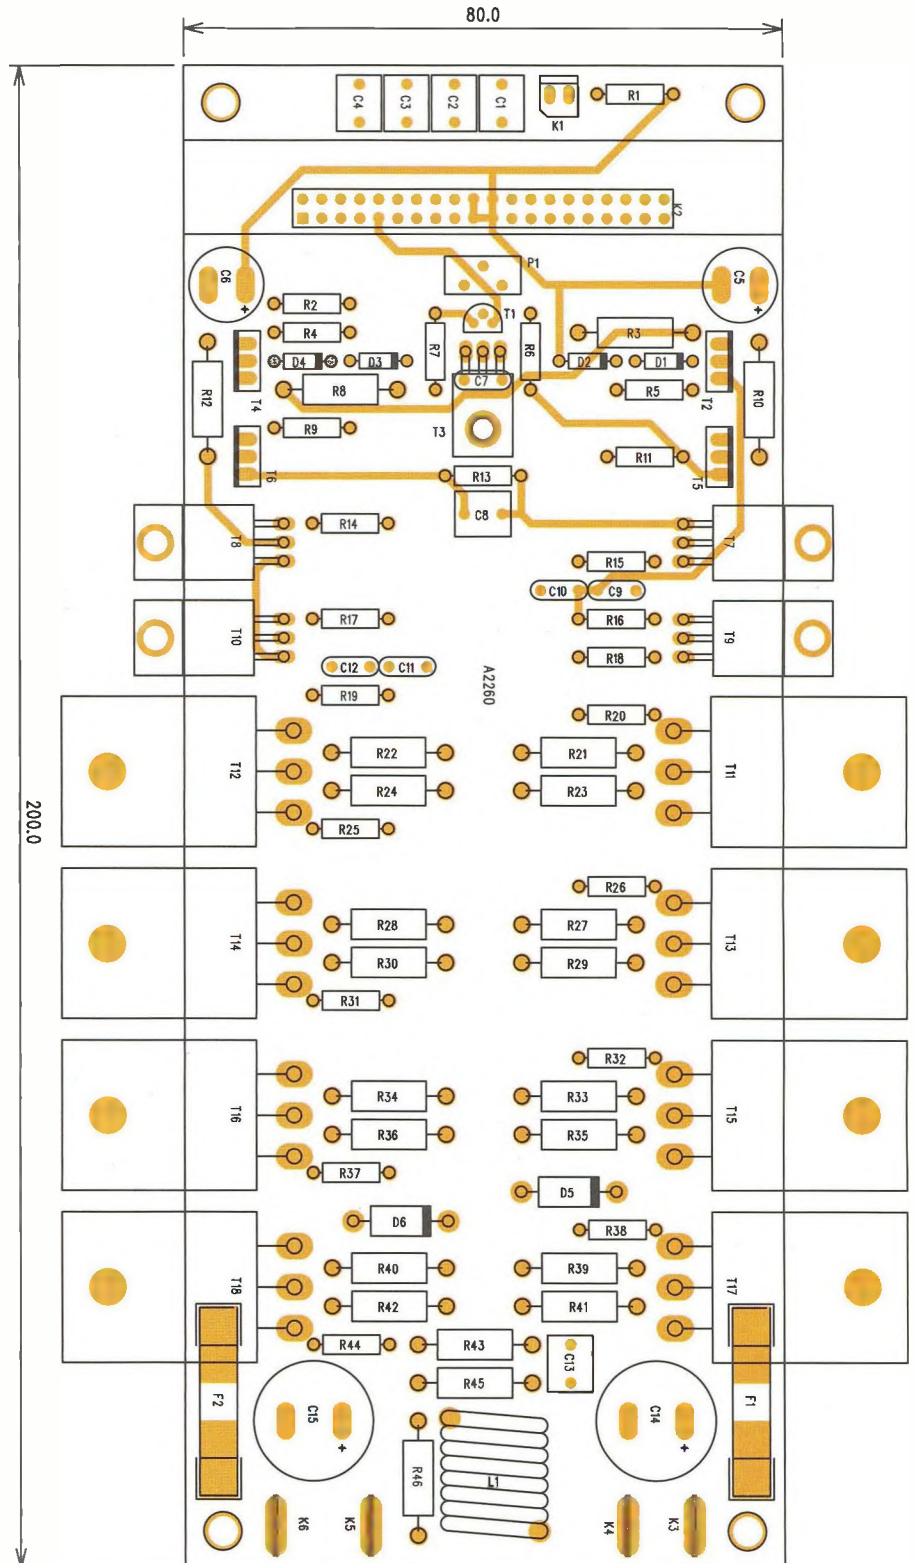 80.0
200.0
C4
C3
C2
C1
K1
R1
K2
C6
+
P1
C5
+
R2
T1
R4
R7
R6
R3
D4
D3
D2
D1
R12
R8
C7
R5
R10
T4
T2
R9
T3
R11
T6
R13
T5
C8
T8
R14
T7
R15
C10
C9
T10
R17
R16
T9
R18
C12
C11
A2260
R19
R20
T12
R22
R21
T11
R24
R23
R25
R26
T14
R28
R27
T13
R30
R29
R31
R32
T16
R34
R33
T15
R36
R35
R37
D5
D6
R38
T18
R40
R39
T17
R42
R41
R44
R43
C13
R45
F2
C15
+
C14
+
F1
R46
L1
K6
K5
K4
K3